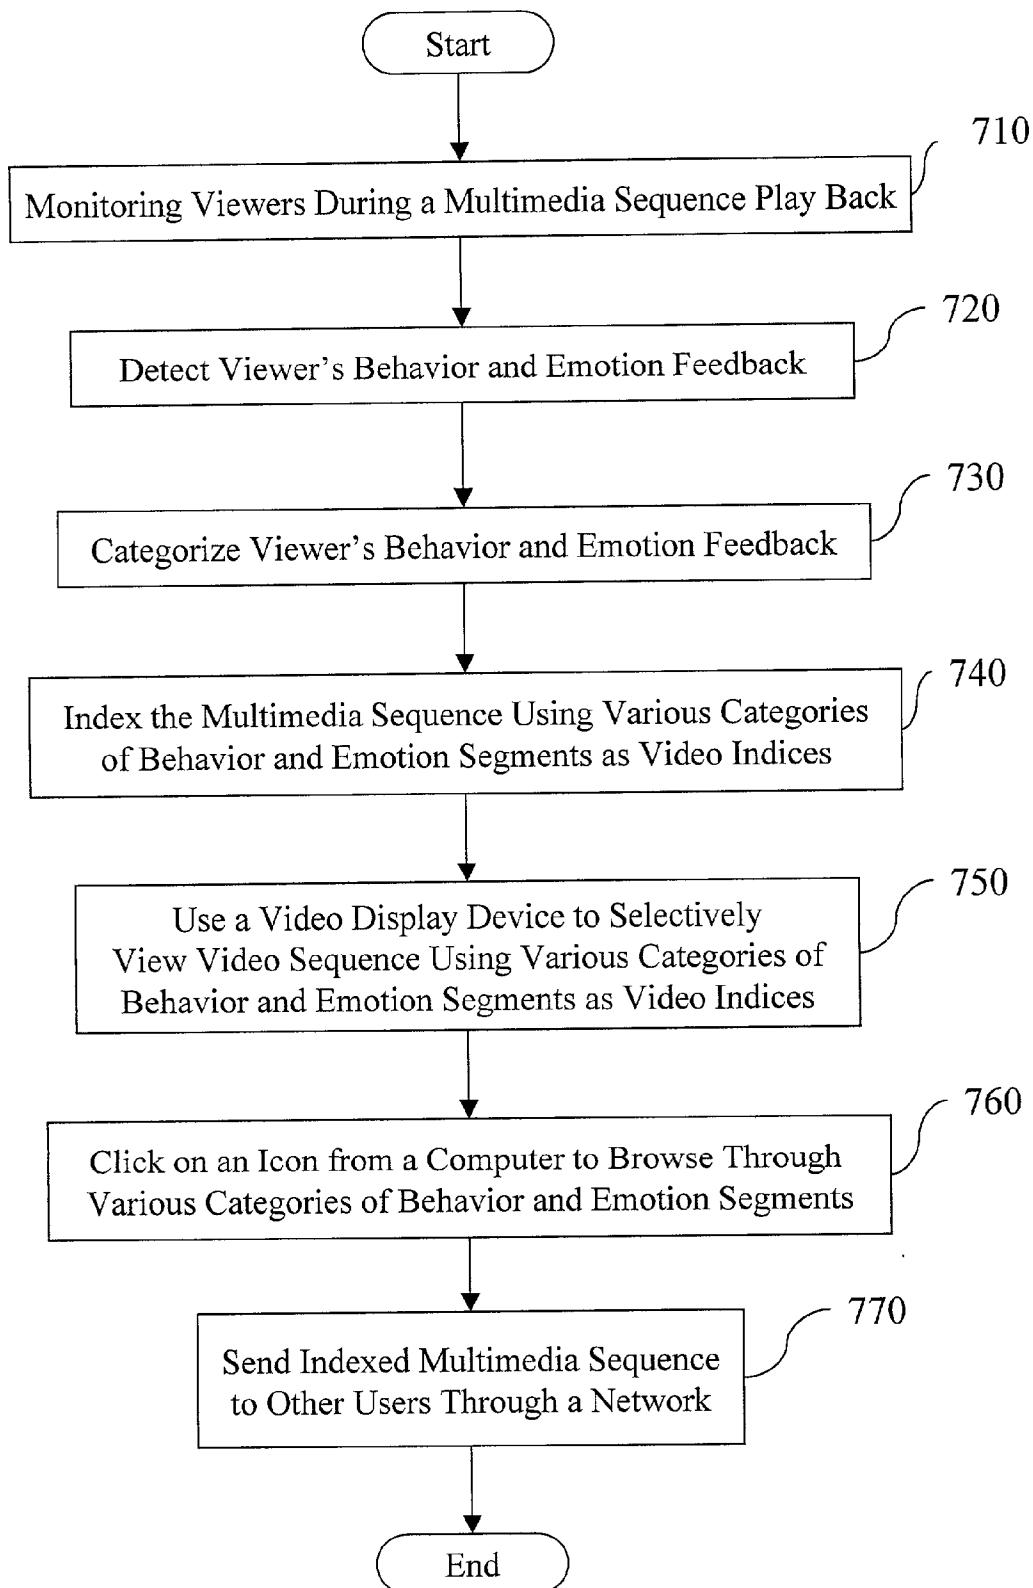 Start
710
Monitoring Viewers During a Multimedia Sequence Play Back
720
Detect Viewer's Behavior and Emotion Feedback
730
Categorize Viewer's Behavior and Emotion Feedback
740
Index the Multimedia Sequence Using Various Categories
of Behavior and Emotion Segments as Video Indices
750
Use a Video Display Device to Selectively
View Video Sequence Using Various Categories of
Behavior and Emotion Segments as Video Indices
760
Click on an Icon from a Computer to Browse Through
Various Categories of Behavior and Emotion Segments
770
Send Indexed Multimedia Sequence
to Other Users Through a Network
End